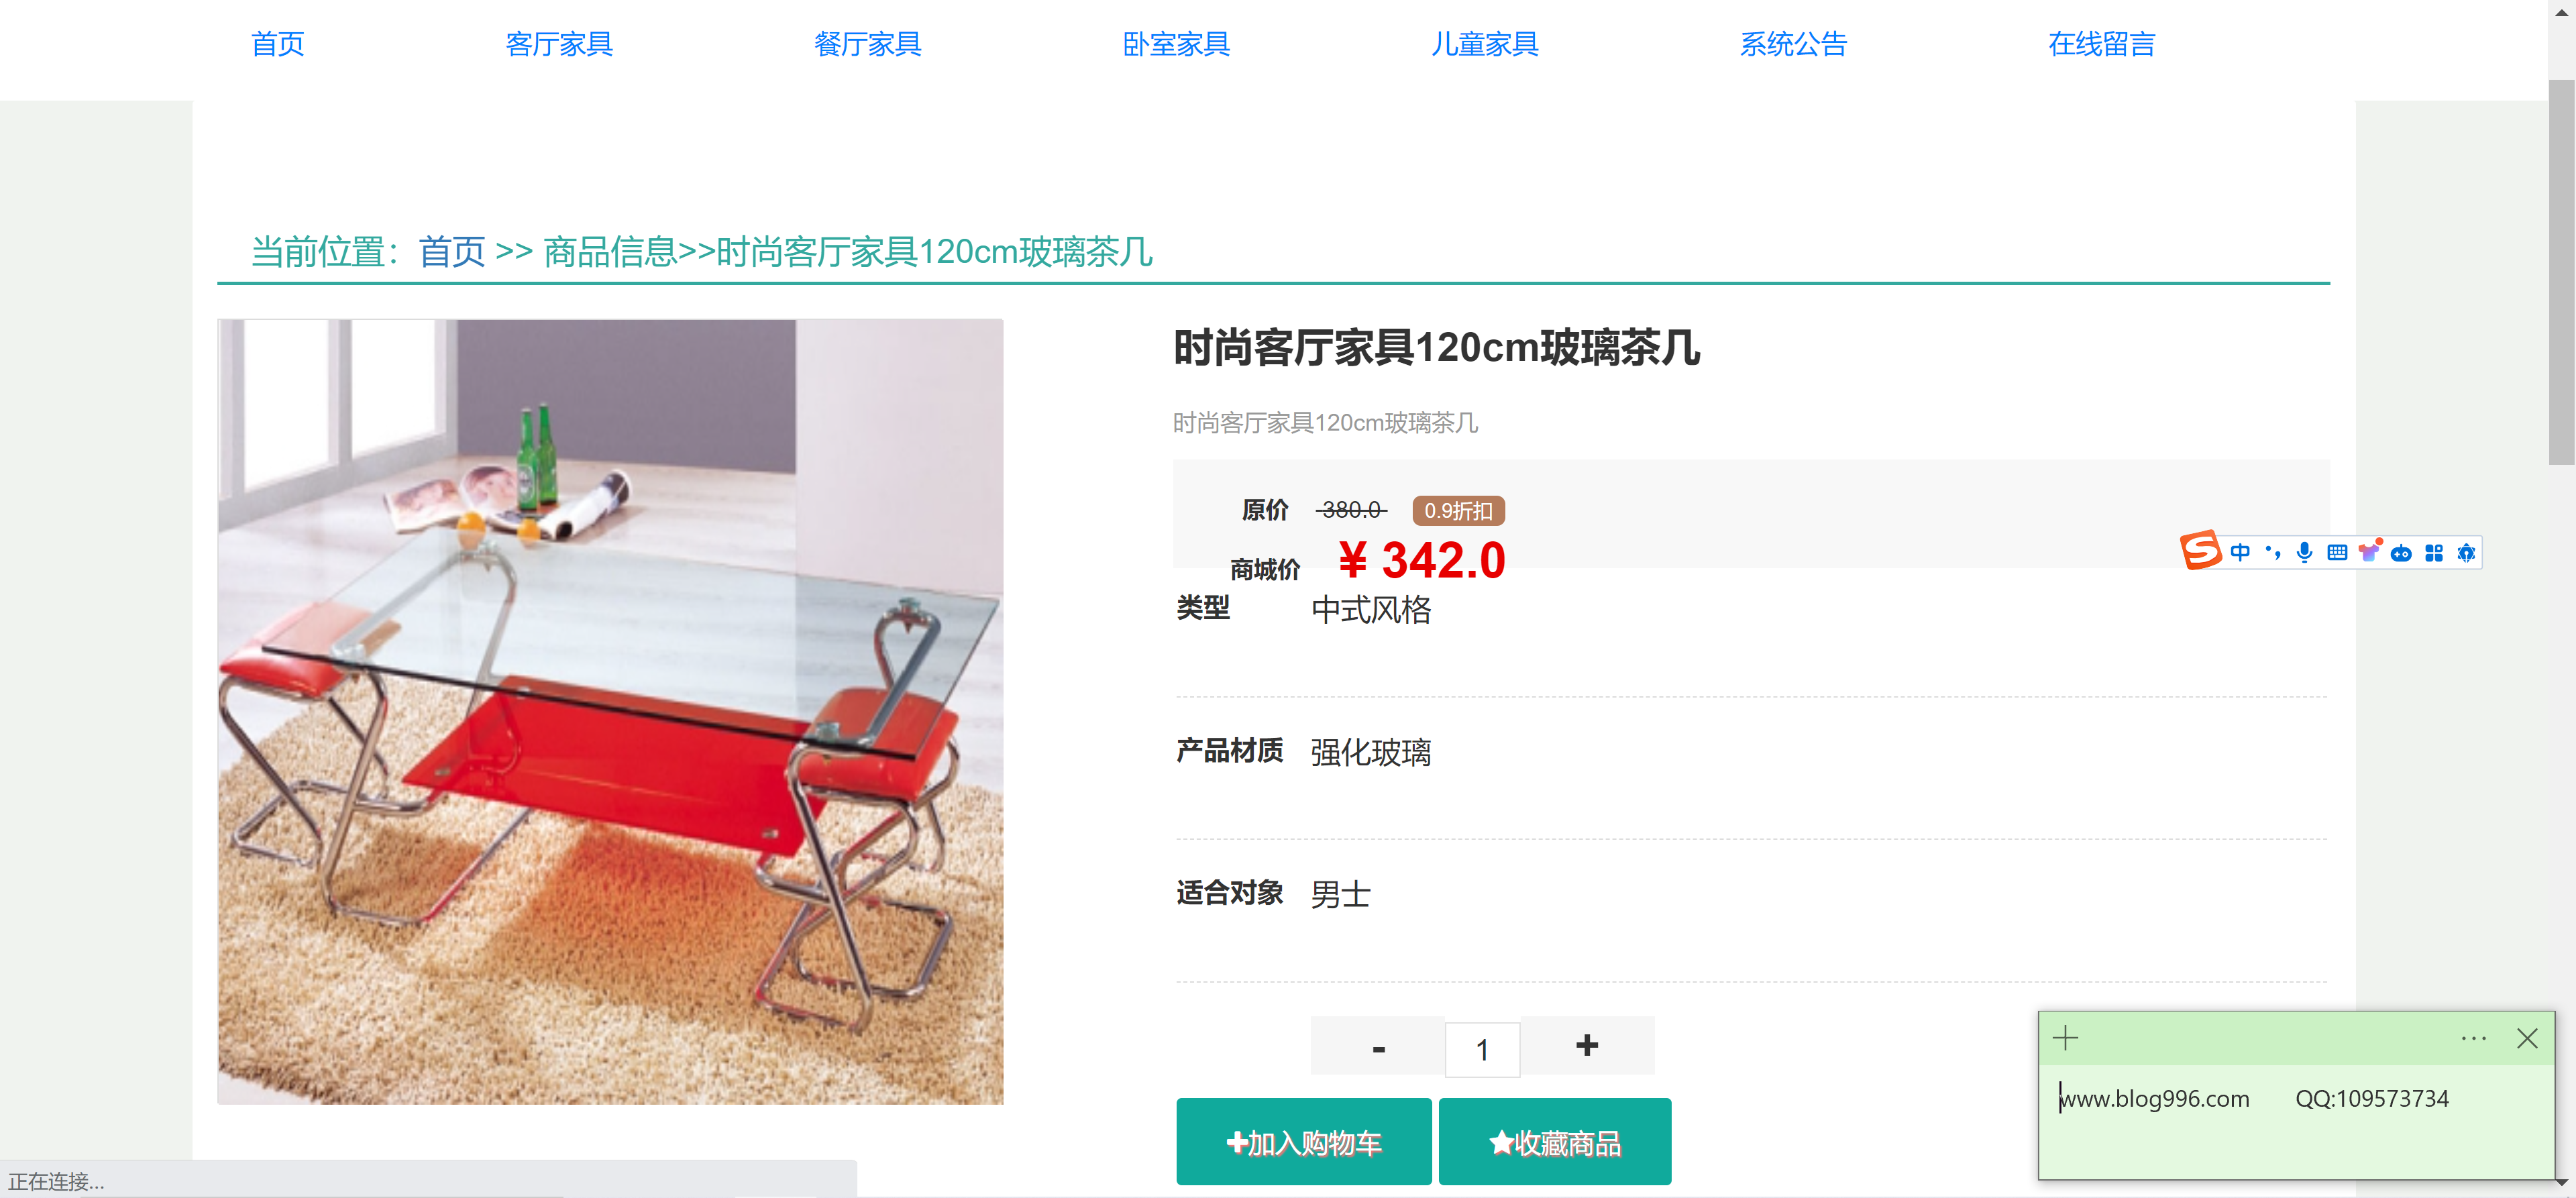 首页 客厅家具 餐厅家具 卧室家具 儿童家具 系统公告 在线留言
当前位置：首页 >> 商品信息>>时尚客厅家具120cm玻璃茶几
时尚客厅家具120cm玻璃茶几
时尚客厅家具120cm玻璃茶几
原价 380.0 0.9折扣
商城价 ¥ 342.0
中
类型 中式风格
产品材质 强化玻璃
适合对象 男士
- 1 +
加入购物车 收藏商品
www.blog996.com QQ:109573734
正在连接...